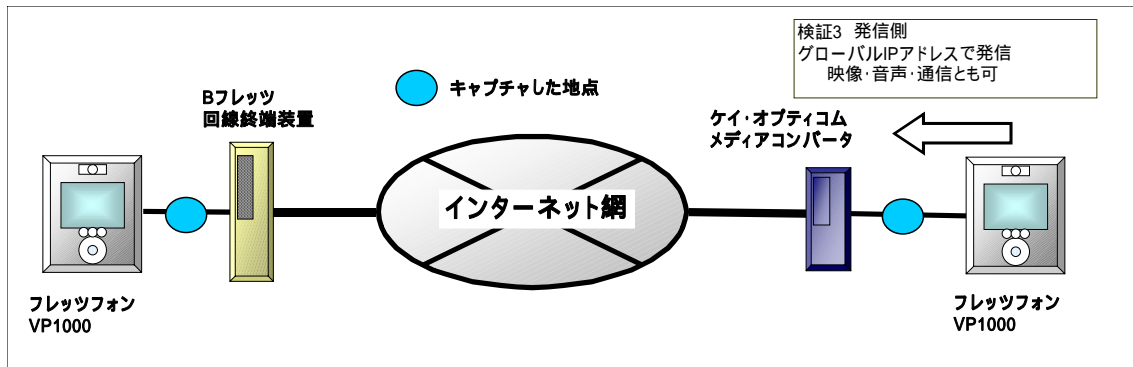 検証3 発信側
グローバルIPアドレスで発信
映像・音声・通信とも可
キャプチャした地点
Bフレッツ
回線終端装置
ケイ・オプティコム
メディアコンバータ
インターネット網
フレッツフォン
VP1000
フレッツフォン
VP1000